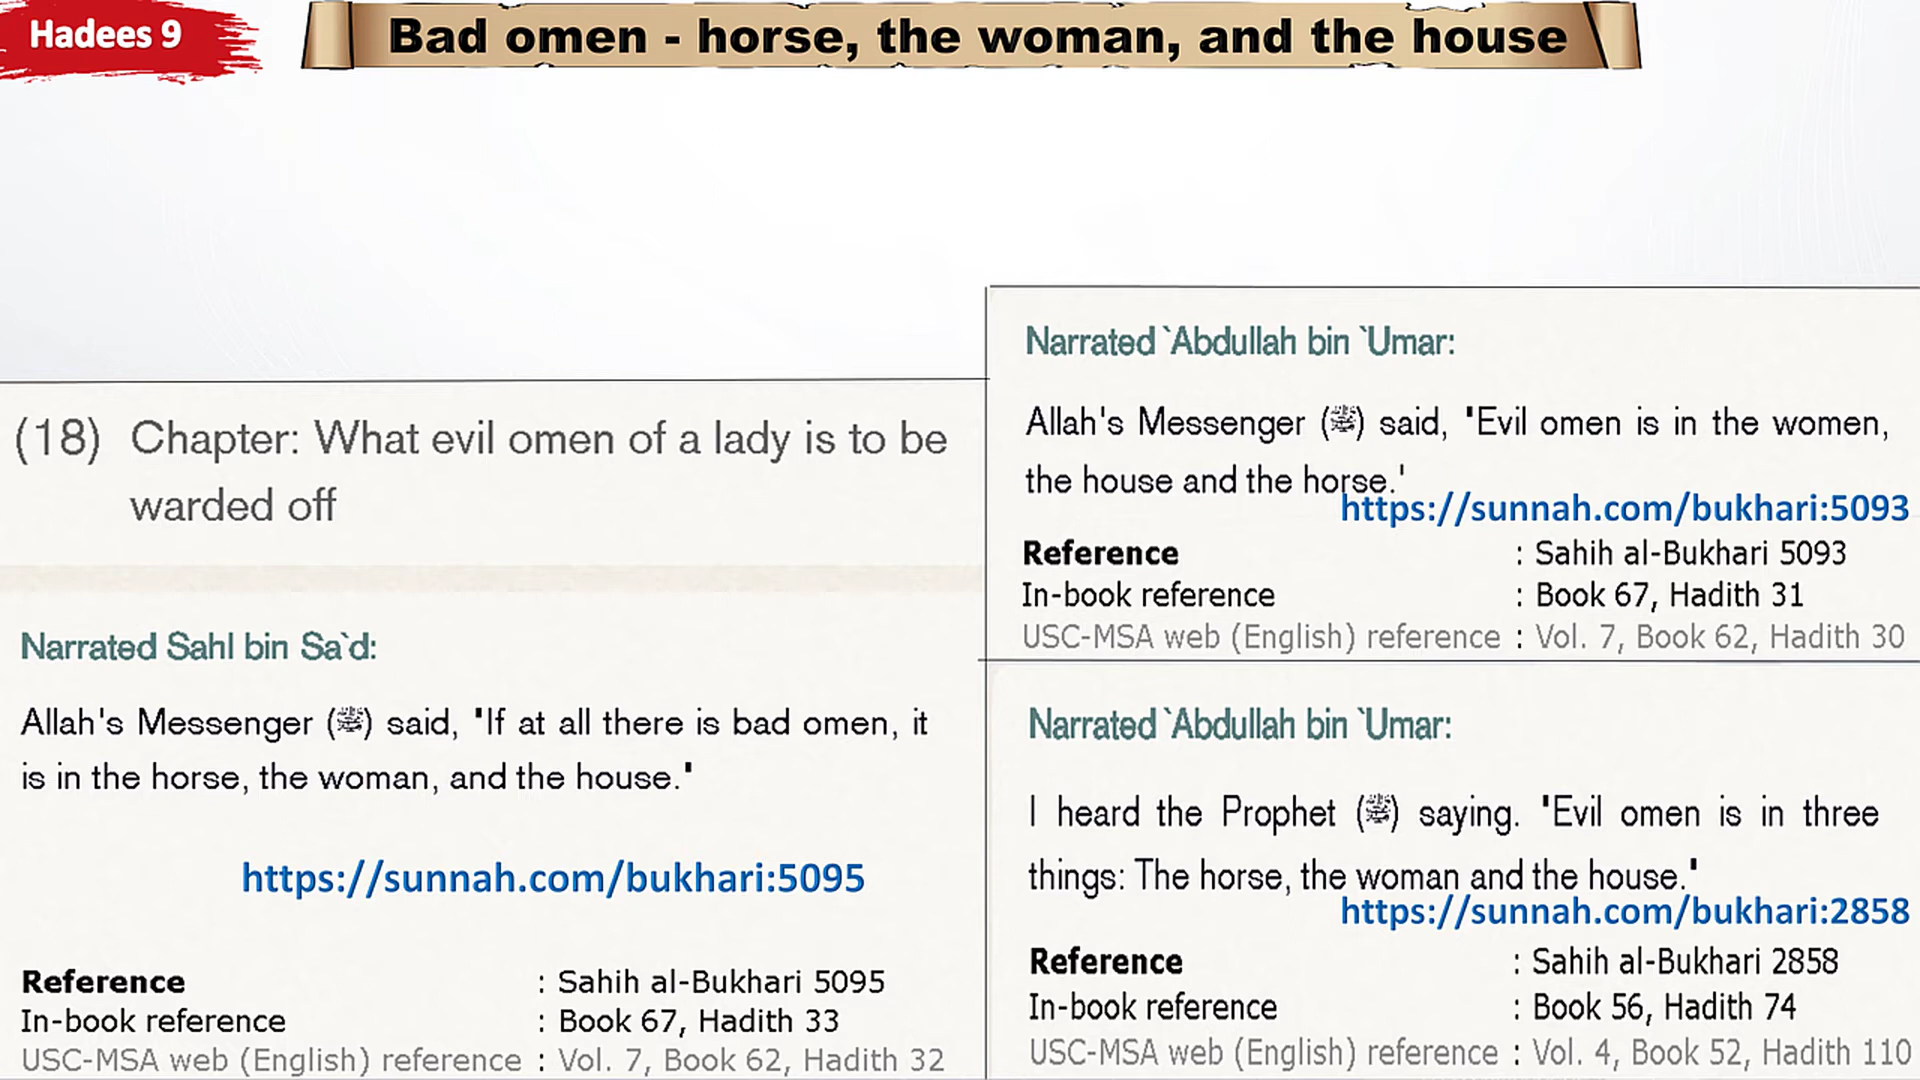 Hadees 9
Bad omen - horse, the woman, and the house
(18) Chapter: What evil omen of a lady is to be
warded off
Narrated Sahl bin Sa`d:
Allah's Messenger (ﷺ) said, "If at all there is bad omen, it
is in the horse, the woman, and the house."
https://sunnah.com/bukhari:5095
Reference : Sahih al-Bukhari 5095
In-book reference : Book 67, Hadith 33
USC-MSA web (English) reference : Vol. 7, Book 62, Hadith 32
Narrated `Abdullah bin `Umar:
Allah's Messenger (ﷺ) said, "Evil omen is in the women,
the house and the horse.'
https://sunnah.com/bukhari:5093
Reference : Sahih al-Bukhari 5093
In-book reference : Book 67, Hadith 31
USC-MSA web (English) reference : Vol. 7, Book 62, Hadith 30
Narrated `Abdullah bin `Umar:
I heard the Prophet (ﷺ) saying. "Evil omen is in three
things: The horse, the woman and the house."
https://sunnah.com/bukhari:2858
Reference : Sahih al-Bukhari 2858
In-book reference : Book 56, Hadith 74
USC-MSA web (English) reference : Vol. 4, Book 52, Hadith 110